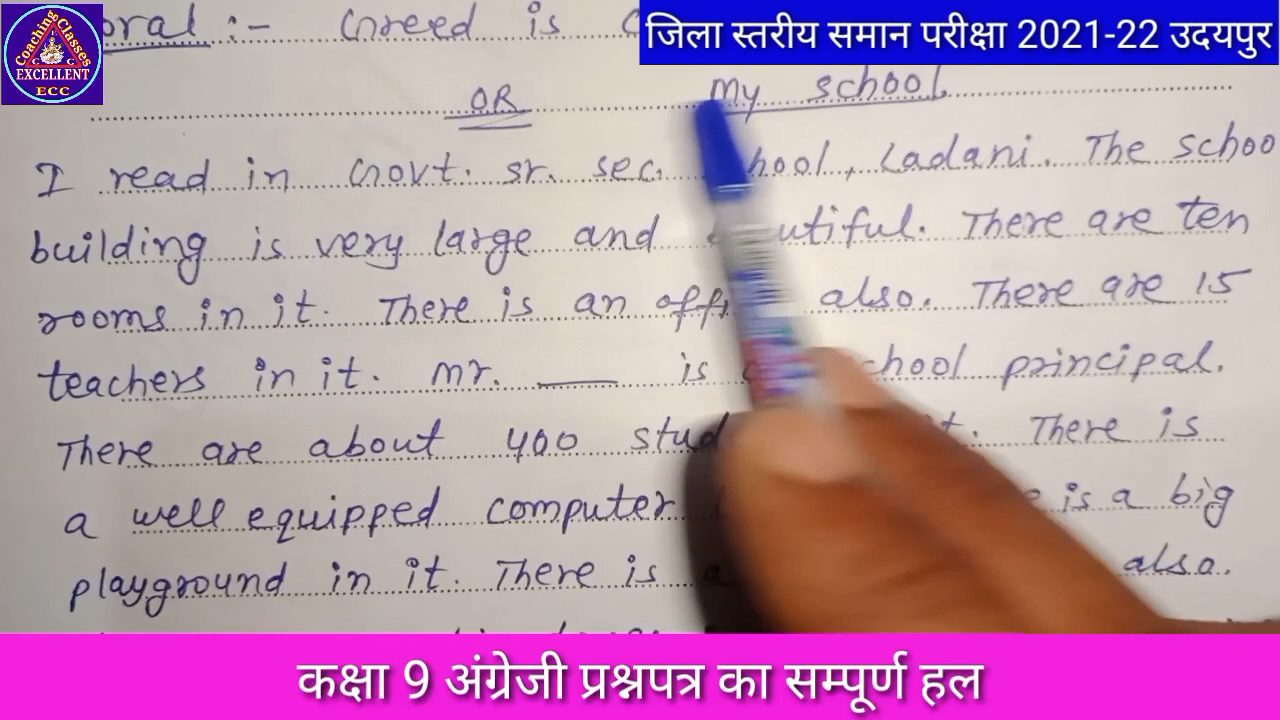 Coaching Classes
EXCELLENT
ECC
जिला स्तरीय समान परीक्षा 2021-22 उदयपुर
oral :- Greed is
OR My school.
I read in Govt. sr. sec. hool, Ladani. The schoo
building is very large and utiful. There are ten
rooms in it. There is an also. There are 15
teachers in it. Mr. ___ is chool principal.
There are about 400 stud t. There is
a well equipped computer is a big
playground in it. There is a also.
कक्षा 9 अंग्रेजी प्रश्नपत्र का सम्पूर्ण हल